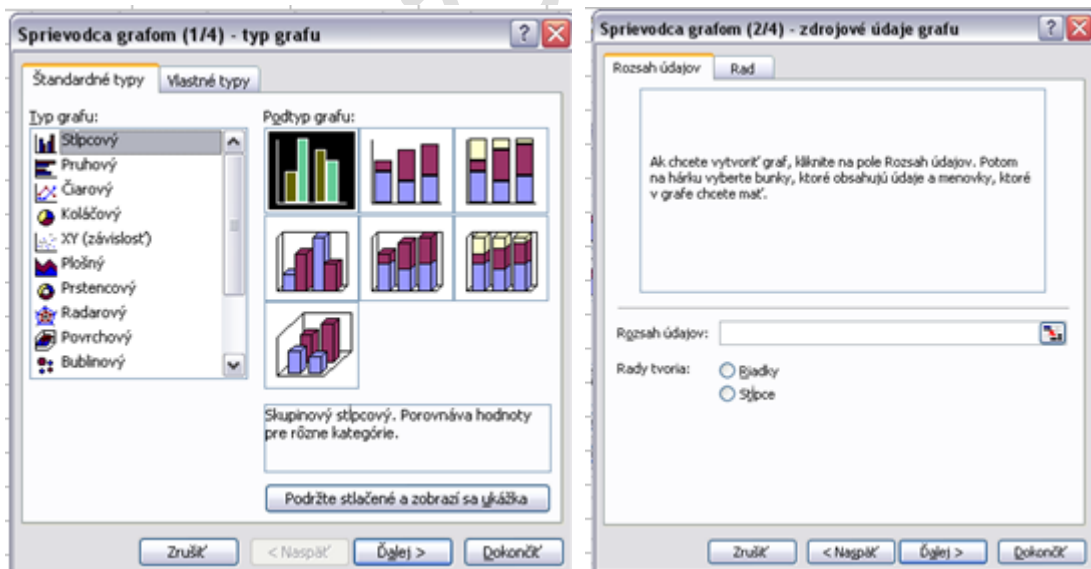 Sprievodca grafom (1/4) - typ grafu
Štandardné typy
Vlastné typy
Typ grafu:
Stĺpcový
Pruhový
Čiarový
Koláčový
XY (závislosť)
Plošný
Prstencový
Radarový
Povrchový
Bublinový
Podtyp grafu:
Skupinový stĺpcový. Porovnáva hodnoty
pre rôzne kategórie.
Podržte stlačené a zobrazí sa ukážka
Zrušiť
< Naspäť
Ďalej >
Dokončiť
Sprievodca grafom (2/4) - zdrojové údaje grafu
Rozsah údajov
Rad
Ak chcete vytvoriť graf, kliknite na pole Rozsah údajov. Potom
na hárku vyberte bunky, ktoré obsahujú údaje a menovky, ktoré
v grafe chcete mať.
Rozsah údajov:
Rady tvoria:
Riadky
Stĺpce
Zrušiť
< Naspäť
Ďalej >
Dokončiť